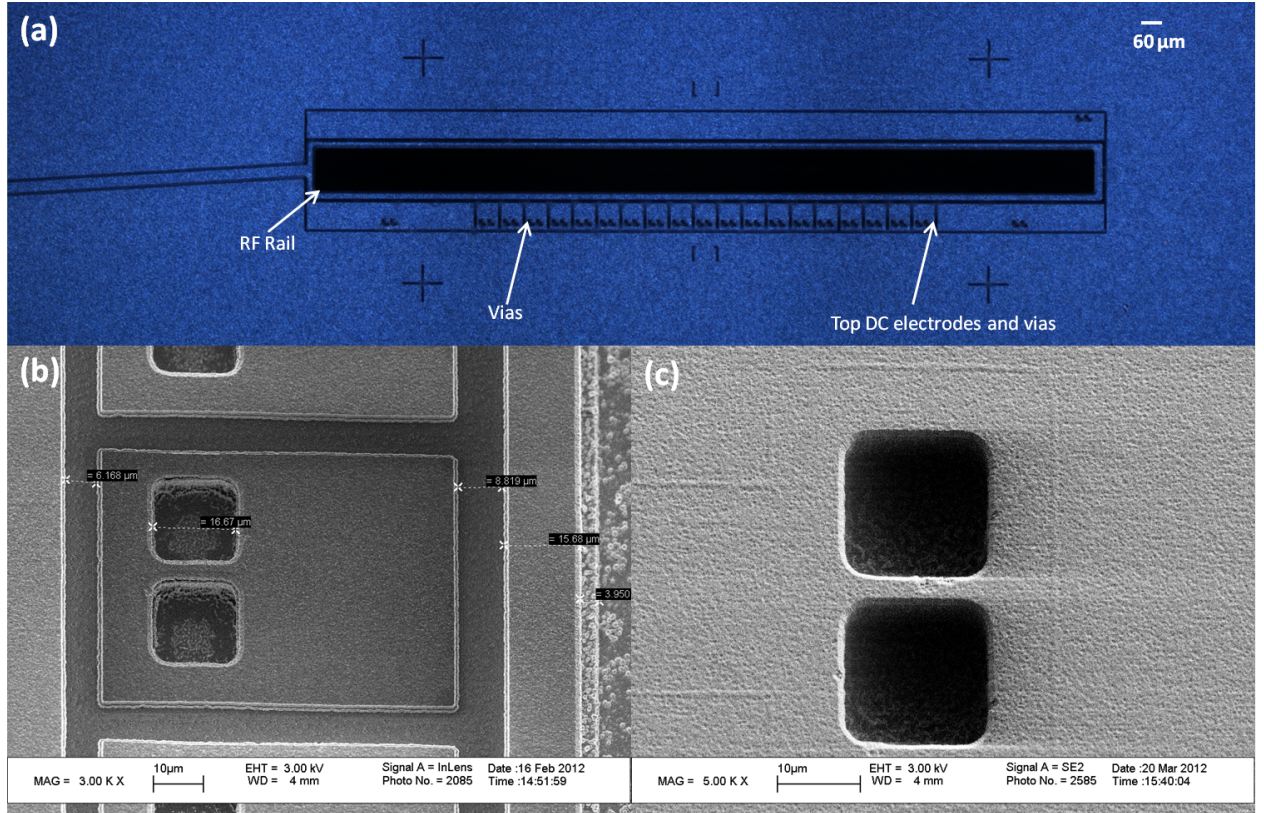 (a)
60 µm
RF Rail
Vias
Top DC electrodes and vias
(b)
= 6.168 µm
= 8.819 µm
= 16.67 µm
= 15.68 µm
= 3.950
MAG = 3.00 K X
10µm
EHT = 3.00 kV
WD = 4 mm
Signal A = InLens
Photo No. = 2085
Date :16 Feb 2012
Time :14:51:59
(c)
MAG = 5.00 K X
10µm
EHT = 3.00 kV
WD = 4 mm
Signal A = SE2
Photo No. = 2585
Date :20 Mar 2012
Time :15:40:04